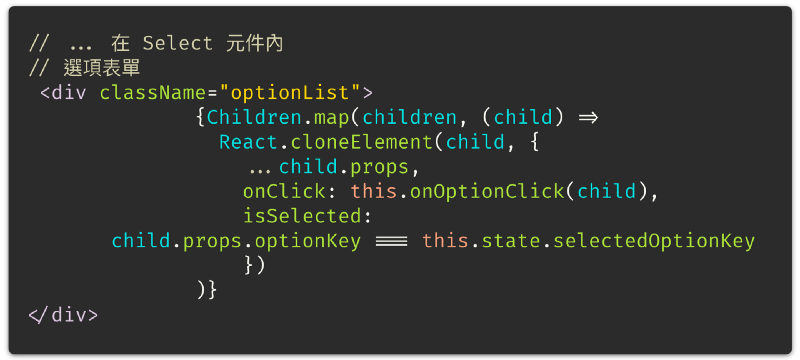 // ... 在 Select 元件內
// 選項表單
<div className="optionList">
{Children.map(children, (child) =>
React.cloneElement(child, {
...child.props,
onClick: this.onOptionClick(child),
isSelected:
child.props.optionKey === this.state.selectedOptionKey
})
)}
</div>